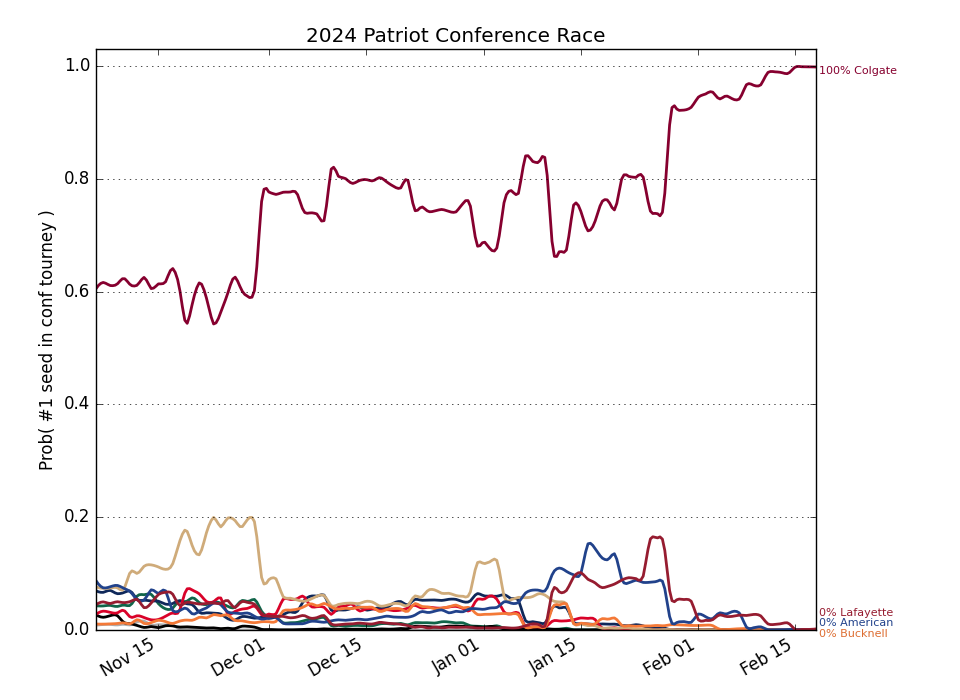 2024 Patriot Conference Race
Prob( #1 seed in conf tourney )
1.0
0.8
0.6
0.4
0.2
0.0
100% Colgate
0% Lafayette
0% American
0% Bucknell
Nov 15
Dec 01
Dec 15
Jan 01
Jan 15
Feb 01
Feb 15